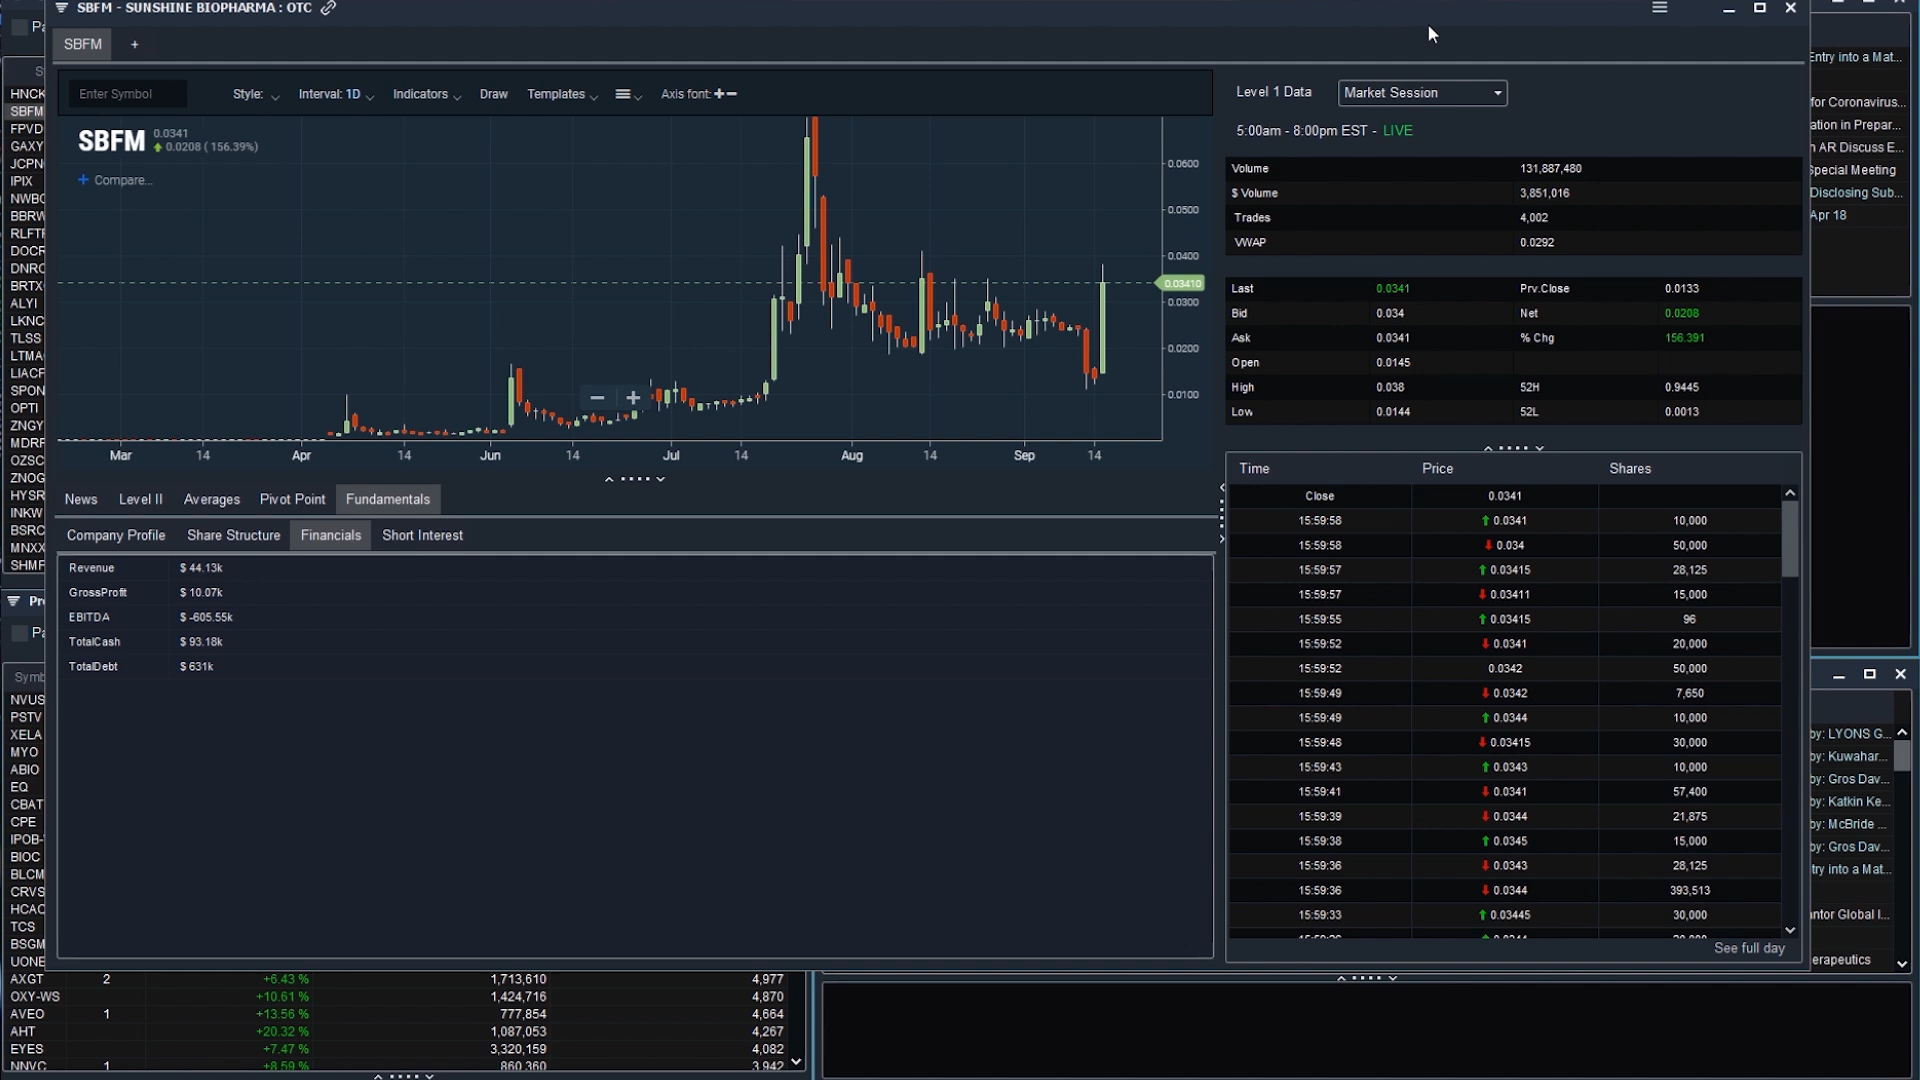 SBFM - SUNSHINE BIOPHARMA : OTC
SBFM +
Enter Symbol Style: Interval: 1D Indicators Draw Templates Axis font: + −
SBFM 0.0341
0.0208 ( 156.39%)
+ Compare...
0.0600
0.0500
0.0400
0.03410
0.0300
0.0200
0.0100
Mar 14 Apr 14 Jun 14 Jul 14 Aug 14 Sep 14
News Level II Averages Pivot Point Fundamentals
Company Profile Share Structure Financials Short Interest
Revenue $ 44.13k
GrossProfit $ 10.07k
EBITDA $ -605.55k
TotalCash $ 93.18k
TotalDebt $ 631k
Level 1 Data Market Session
5:00am - 8:00pm EST - LIVE
Volume 131,887,480
$ Volume 3,851,016
Trades 4,002
VWAP 0.0292
Last 0.0341 Prv.Close 0.0133
Bid 0.034 Net 0.0208
Ask 0.0341 % Chg 156.391
Open 0.0145
High 0.038 52H 0.9445
Low 0.0144 52L 0.0013
Time Price Shares
Close 0.0341
15:59:58 0.0341 10,000
15:59:58 0.034 50,000
15:59:57 0.03415 28,125
15:59:57 0.03411 15,000
15:59:55 0.03415 96
15:59:52 0.0341 20,000
15:59:52 0.0342 50,000
15:59:49 0.0342 7,650
15:59:49 0.0344 10,000
15:59:48 0.03415 30,000
15:59:43 0.0343 10,000
15:59:41 0.0341 57,400
15:59:39 0.0344 21,875
15:59:38 0.0345 15,000
15:59:36 0.0343 28,125
15:59:36 0.0344 393,513
15:59:33 0.03445 30,000
See full day
HNCK
SBFM
FPVD
GAXY
JCPN
IPIX
NWBO
BBRW
RLFT
DOCR
DNRC
BRTX
ALYI
LKNC
TLSS
LTMA
LIACF
SPON
OPTI
ZNGY
MDRF
OZSC
ZNOG
HYSR
INKW
BSRC
MNXX
SHMP
Pr
Pa
Symb
NVUS
PSTV
XELA
MYO
ABIO
EQ
CBAT
CPE
IPOB-
BIOC
BLCM
CRVS
HCAC
TCS
BSGM
UONE
AXGT 2 +6.43 % 1,713,610 4,977
OXY-WS +10.61 % 1,424,716 4,870
AVEO 1 +13.56 % 777,854 4,664
AHT +20.32 % 1,087,053 4,267
EYES +7.47 % 3,320,159 4,082
NNVC 1 +8.59 % 860,360 3,942
Entry into a Mat...
for Coronavirus...
ation in Prepar...
n AR Discuss E...
Special Meeting
Disclosing Sub...
Apr 18
by: LYONS G...
by: Kuwahar...
by: Gros Dav...
by: Katkin Ke...
by: McBride ...
by: Gros Dav...
try into a Mat...
antor Global I...
erapeutics